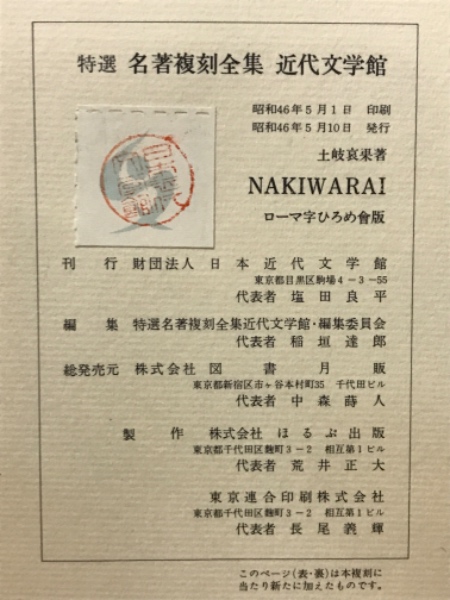 特選 名著複刻全集 近代文学館
昭和46年5月1日 印刷
昭和46年5月10日 発行
土岐哀果著
NAKIWARAI
ローマ字ひろめ會版
刊行 財団法人 日本近代文学館
東京都目黒区駒場4-3-55
代表者 塩田良平
編集 特選名著複刻全集近代文学館・編集委員会
代表者 稲垣達郎
総発売元 株式会社 図書月販
東京都新宿区市ヶ谷本村町35 千代田ビル
代表者 中森蒔人
製作 株式会社 ほるぷ出版
東京都千代田区麹町3-2 相互第1ビル
代表者 荒井正大
東京連合印刷株式会社
東京都千代田区麹町3-2 相互第1ビル
代表者 長尾義輝
このページ(表・裏)は本複刻に
当たり新たに加えたものです。